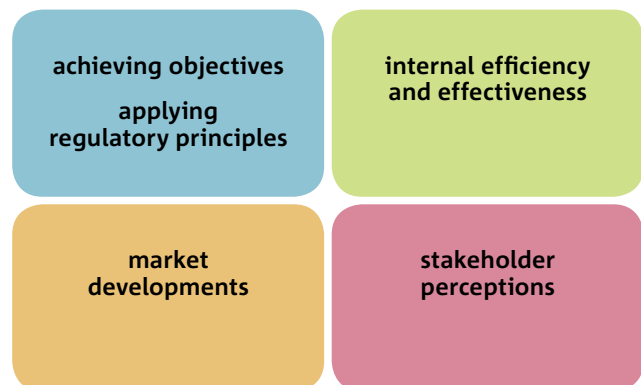 achieving objectives
applying
regulatory principles
internal efficiency
and effectiveness
market
developments
stakeholder
perceptions